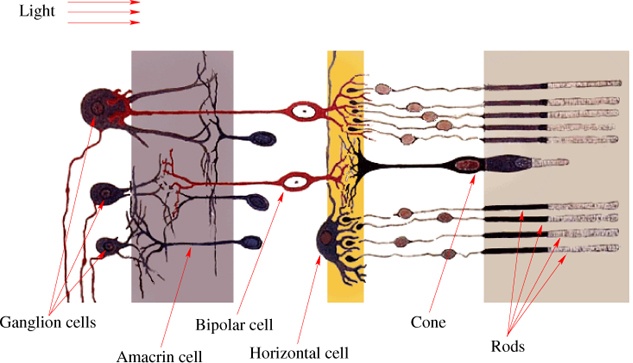 Light
Ganglion cells
Amacrin cell
Bipolar cell
Horizontal cell
Cone
Rods